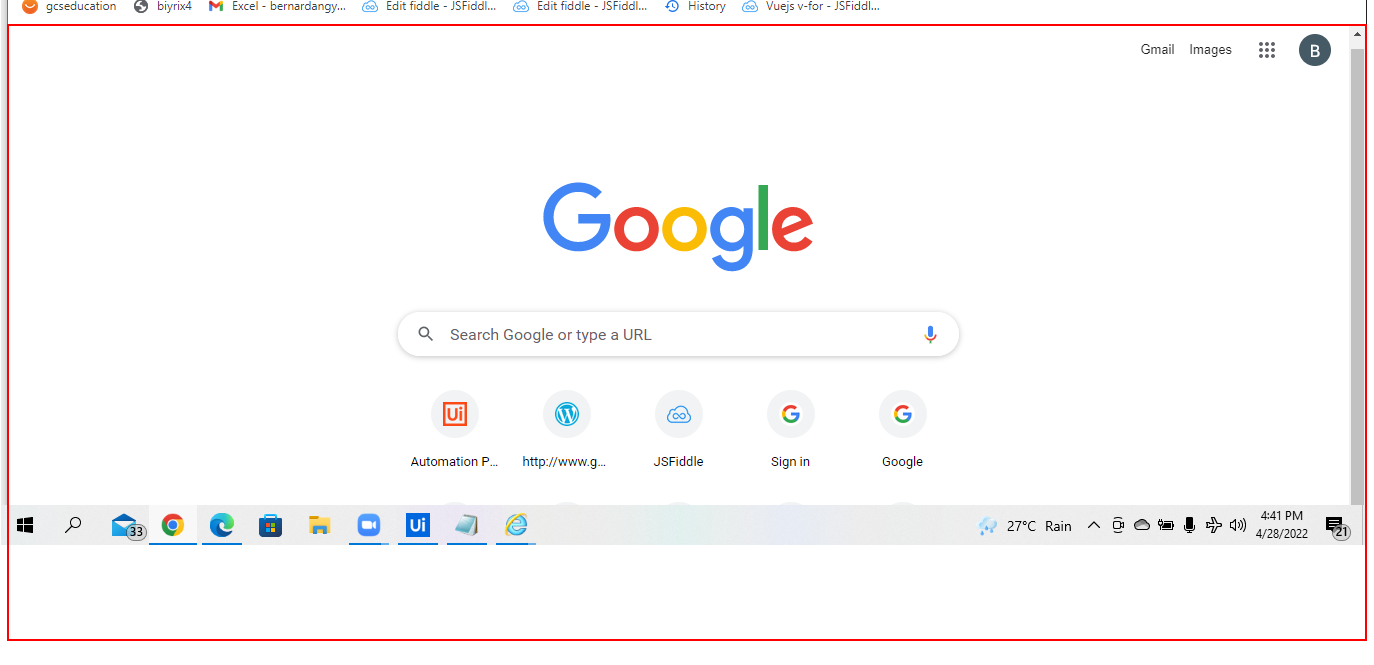 gcseducation biyrix4 Excel - bernardangy... Edit fiddle - JSFiddl... Edit fiddle - JSFiddl... History Vuejs v-for - JSFiddl...
Gmail Images B
Google
Search Google or type a URL
Ui
Automation P... http://www.g... JSFiddle Sign in Google
33 Ui 27°C Rain 4:41 PM
4/28/2022 21